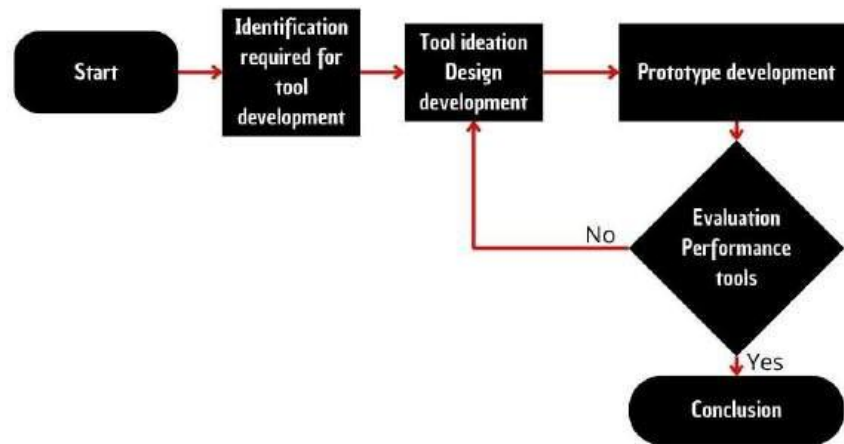 Start
Identification
required for
tool
development
Tool ideation
Design
development
Prototype development
Evaluation
Performance
tools
No
Yes
Conclusion